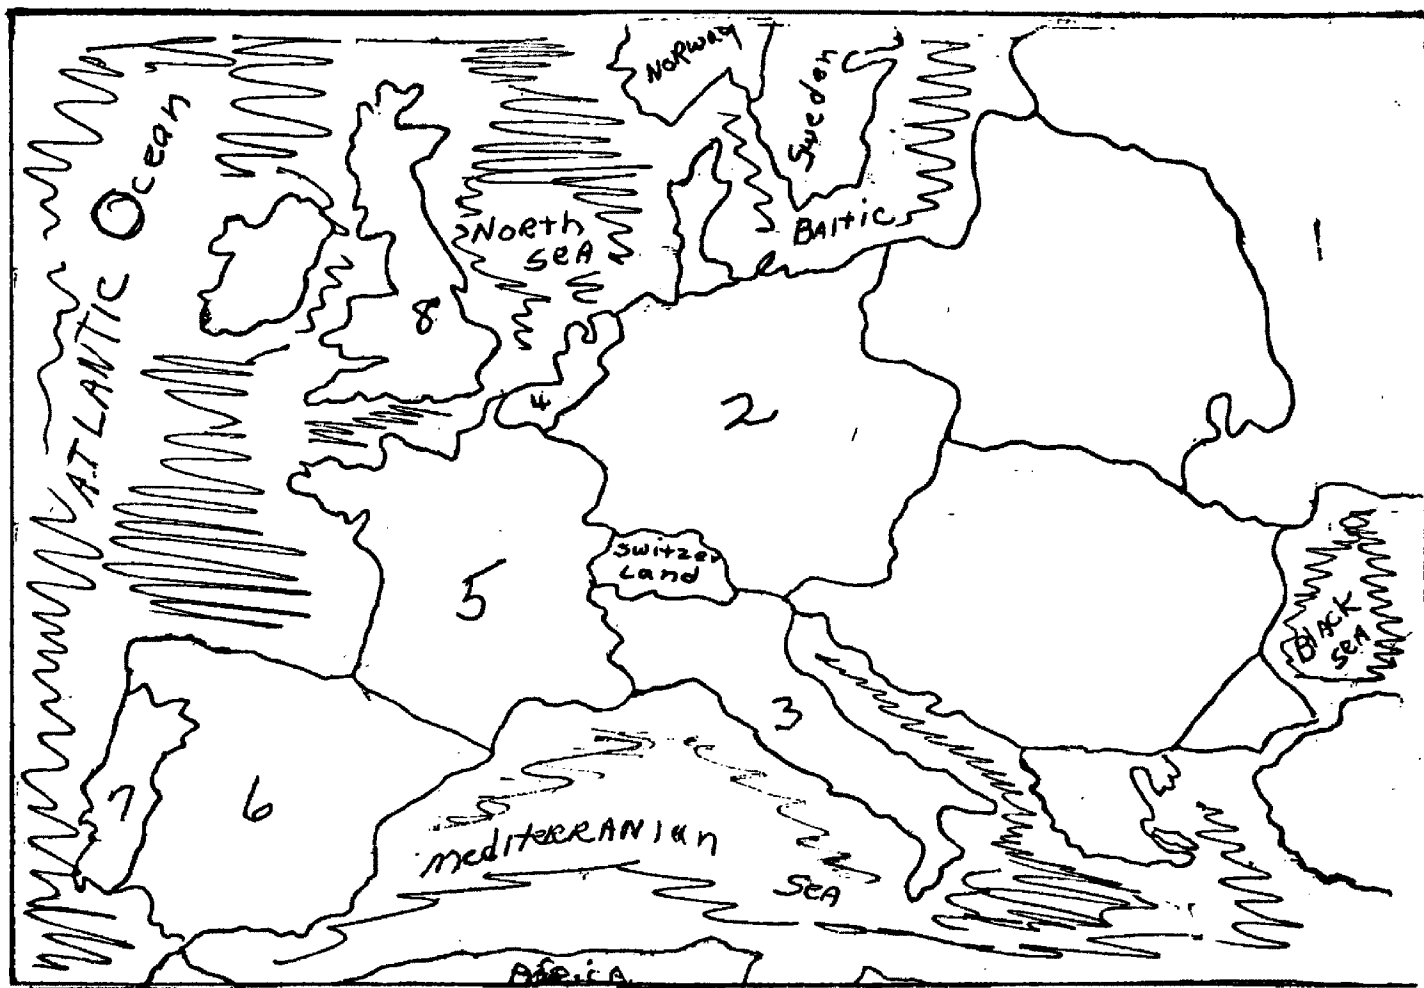 NORWAY
Sweden
Ocean
ATLANTIC
NORTH
SEA
BALTIC
1
8
2
4
5
Switzer
Land
BLACK
SEA
3
7
6
MEDITERRANIAN
SEA
AfricA